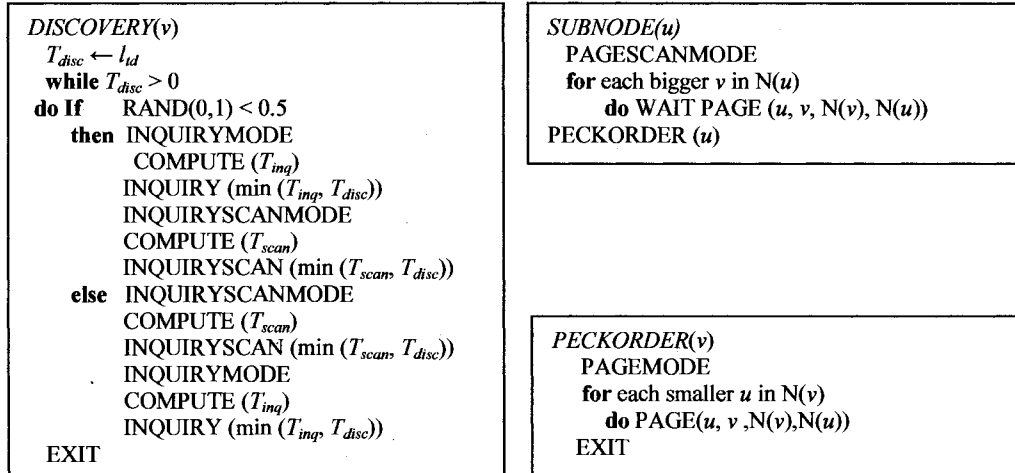 DISCOVERY(v)
T_disc ← l_td
while T_disc > 0
do If RAND(0,1) < 0.5
then INQUIRYMODE
COMPUTE (T_inq)
INQUIRY (min (T_inq, T_disc))
INQUIRYSCANMODE
COMPUTE (T_scan)
INQUIRYSCAN (min (T_scan, T_disc))
else INQUIRYSCANMODE
COMPUTE (T_scan)
INQUIRYSCAN (min (T_scan, T_disc))
INQUIRYMODE
COMPUTE (T_inq)
INQUIRY (min (T_inq, T_disc))
EXIT
SUBNODE(u)
PAGESCANMODE
for each bigger v in N(u)
do WAIT PAGE (u, v, N(v), N(u))
PECKORDER (u)
PECKORDER(v)
PAGEMODE
for each smaller u in N(v)
do PAGE(u, v ,N(v),N(u))
EXIT